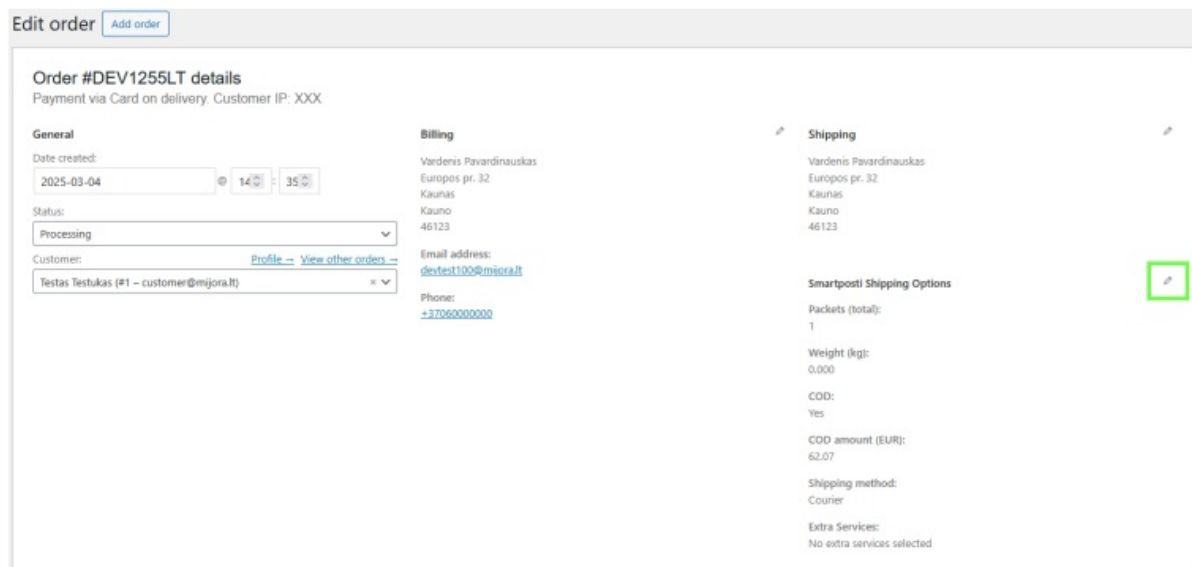 Edit order Add order
Order #DEV1255LT details
Payment via Card on delivery. Customer IP: XXX
General
Date created:
2025-03-04 @ 14 : 35
Status:
Processing
Customer: Profile → View other orders →
Testas Testukas (#1 – customer@mijora.lt) ×
Billing
Vardenis Pavardinauskas
Europos pr. 32
Kaunas
Kauno
46123
Email address:
devtest100@mijora.lt
Phone:
+37060000000
Shipping
Vardenis Pavardinauskas
Europos pr. 32
Kaunas
Kauno
46123
Smartposti Shipping Options
Packets (total):
1
Weight (kg):
0.000
COD:
Yes
COD amount (EUR):
62.07
Shipping method:
Courier
Extra Services:
No extra services selected